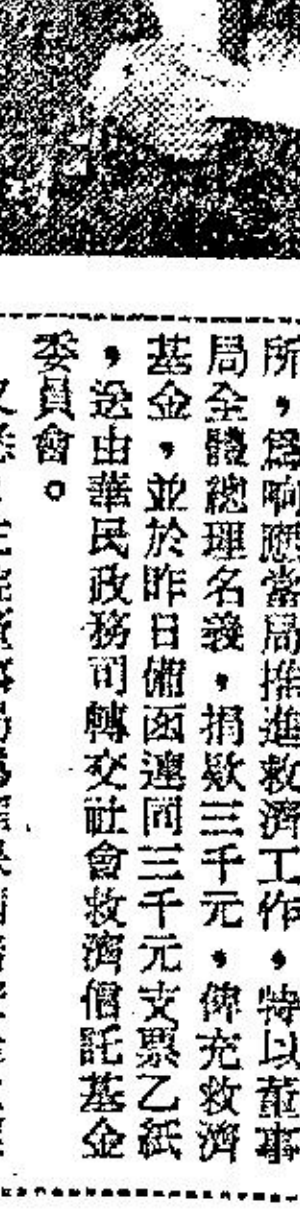 所，為响應當局推進救濟工作，特以董事
局全體總理名義，捐欵三千元，俾充救濟
基金，並於昨日備函連同三千元支票乙紙
，送由華民政務司轉交社會救濟信託基金
委員會。